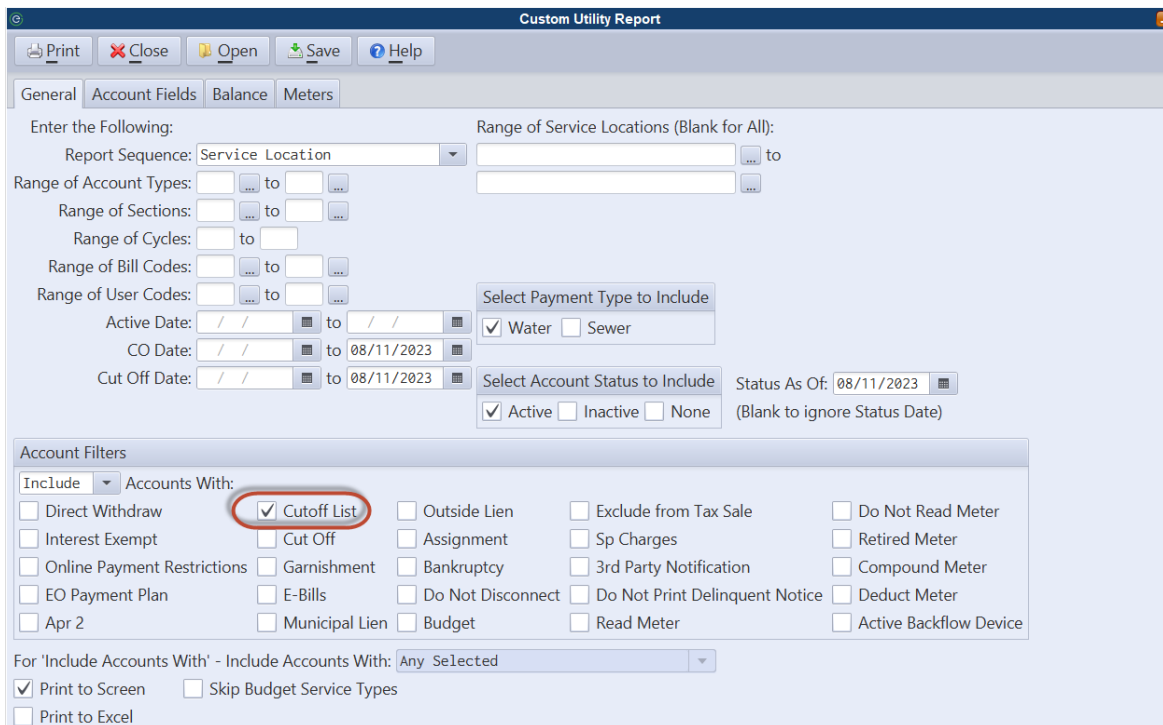 Custom Utility Report
Print Close Open Save Help
General Account Fields Balance Meters
Enter the Following: Range of Service Locations (Blank for All):
Report Sequence: Service Location ... to
Range of Account Types: ... to ... ...
Range of Sections: ... to ...
Range of Cycles: to
Range of Bill Codes: ... to ...
Range of User Codes: ... to ... Select Payment Type to Include
Active Date: / / to / / Water Sewer
CO Date: / / to 08/11/2023
Cut Off Date: / / to 08/11/2023 Select Account Status to Include Status As Of: 08/11/2023
Active Inactive None (Blank to ignore Status Date)
Account Filters
Include Accounts With:
Direct Withdraw Cutoff List Outside Lien Exclude from Tax Sale Do Not Read Meter
Interest Exempt Cut Off Assignment Sp Charges Retired Meter
Online Payment Restrictions Garnishment Bankruptcy 3rd Party Notification Compound Meter
EO Payment Plan E-Bills Do Not Disconnect Do Not Print Delinquent Notice Deduct Meter
Apr 2 Municipal Lien Budget Read Meter Active Backflow Device
For 'Include Accounts With' - Include Accounts With: Any Selected
Print to Screen Skip Budget Service Types
Print to Excel